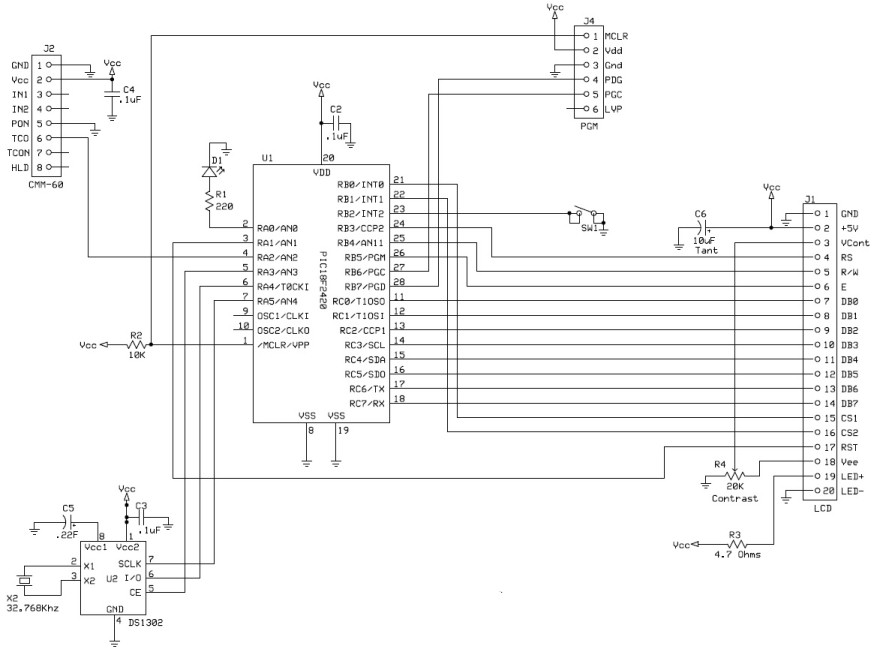 J2
GND 1
Vcc 2
IN1 3
IN2 4
PON 5
TCO 6
TCON 7
HLD 8
CMM-60
Vcc
C4
.1uF
Vcc
C2
.1uF
Vcc
J4
1 MCLR
2 Vdd
3 Gnd
4 PDG
5 PGC
6 LVP
PGM
D1
R1
220
U1
20
VDD
PIC18F2420
2 RA0/AN0
3 RA1/AN1
4 RA2/AN2
5 RA3/AN3
6 RA4/T0CKI
7 RA5/AN4
9 OSC1/CLKI
10 OSC2/CLKO
1 /MCLR/VPP
RB0/INT0 21
RB1/INT1 22
RB2/INT2 23
RB3/CCP2 24
RB4/AN11 25
RB5/PGM 26
RB6/PGC 27
RB7/PGD 28
RC0/T1OSO 11
RC1/T1OSI 12
RC2/CCP1 13
RC3/SCL 14
RC4/SDA 15
RC5/SDO 16
RC6/TX 17
RC7/RX 18
VSS VSS
8 19
Vcc
R2
10K
SW1
Vcc
C6
10uF
Tant
J1
1 GND
2 +5V
3 VCont
4 RS
5 R/W
6 E
7 DB0
8 DB1
9 DB2
10 DB3
11 DB4
12 DB5
13 DB6
14 DB7
15 CS1
16 CS2
17 RST
18 Vee
19 LED+
20 LED-
LCD
R4
20K
Contrast
R3
Vcc
4.7 Ohms
Vcc
C5
.22F
C3
.1uF
8 1
Vcc1 Vcc2
2 X1
3 X2
SCLK 7
U2 I/O 6
CE 5
GND
4
DS1302
X2
32.768Khz